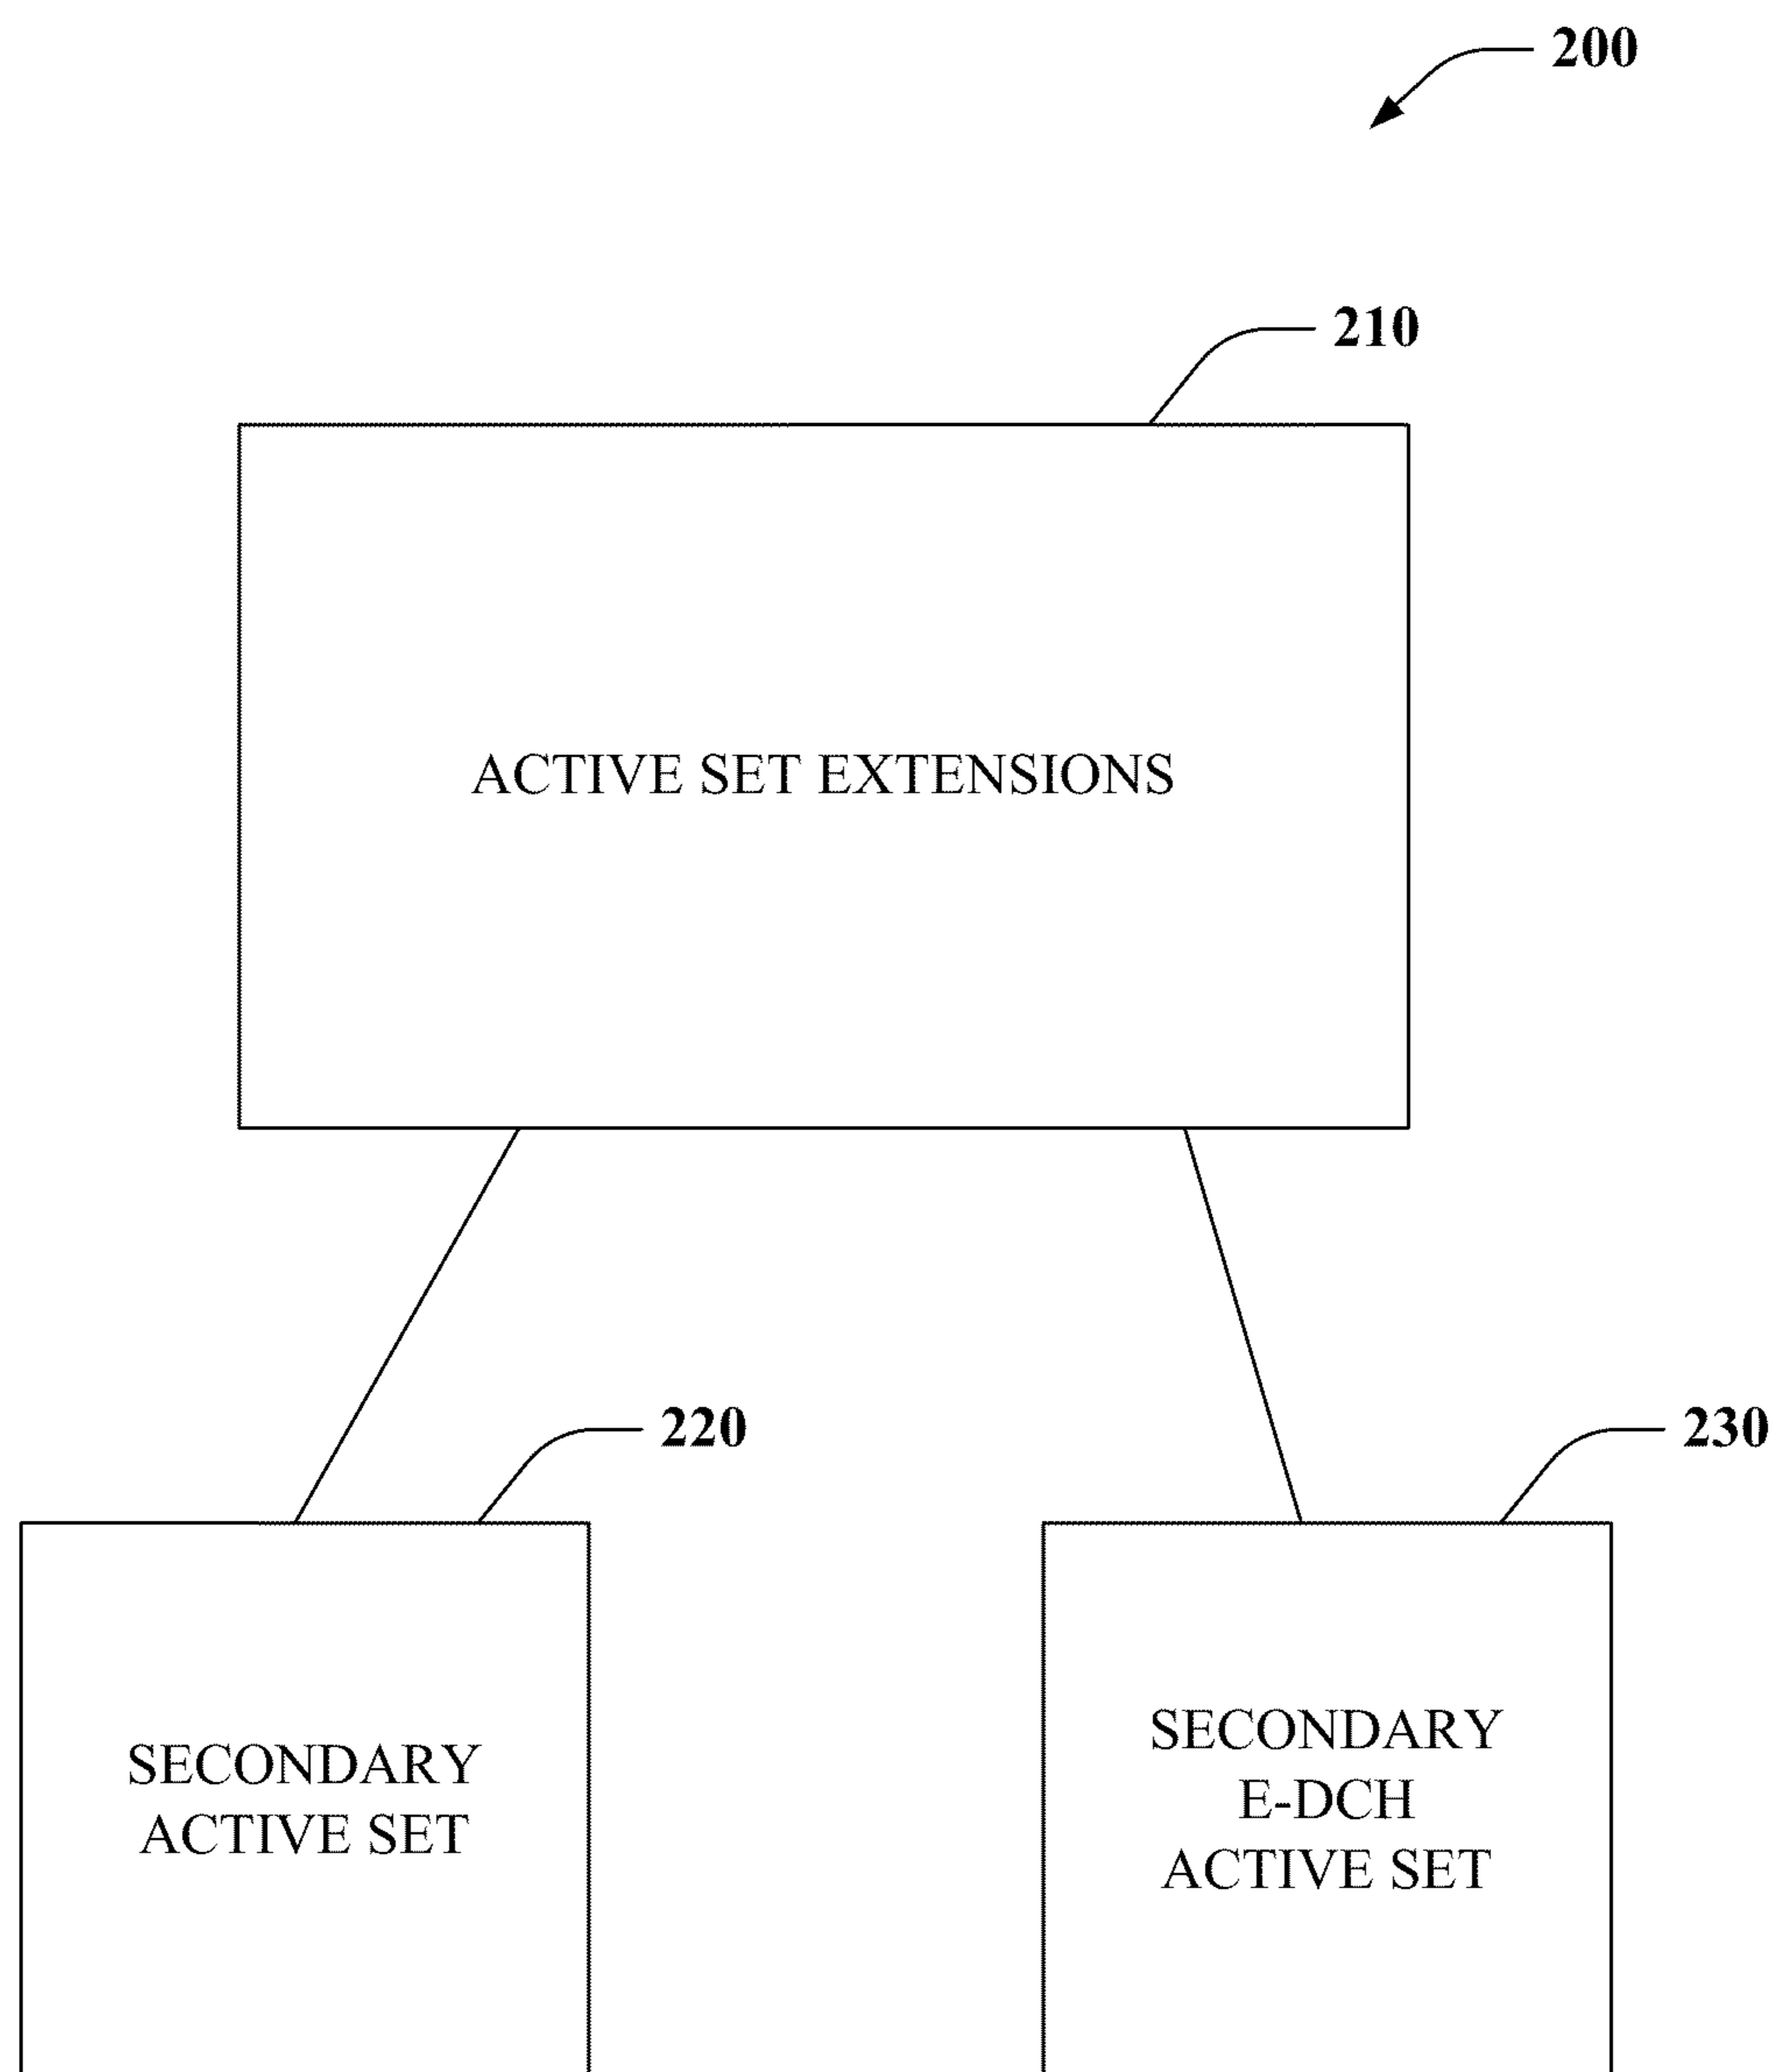 200
210
ACTIVE SET EXTENSIONS
220
230
SECONDARY
ACTIVE SET
SECONDARY
E-DCH
ACTIVE SET